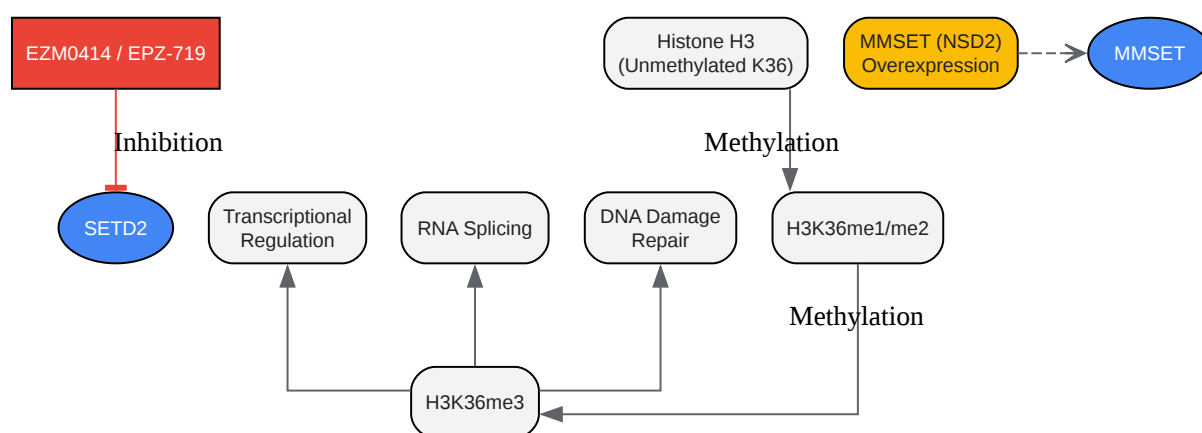 EZM0414 / EPZ-719
Histone H3
(Unmethylated K36)
MMSET (NSD2)
Overexpression
MMSET
Inhibition
Methylation
SETD2
Transcriptional
Regulation
RNA Splicing
DNA Damage
Repair
H3K36me1/me2
Methylation
H3K36me3